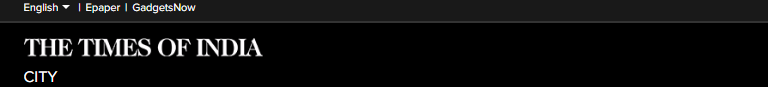 English | Epaper | GadgetsNow
THE TIMES OF INDIA
CITY